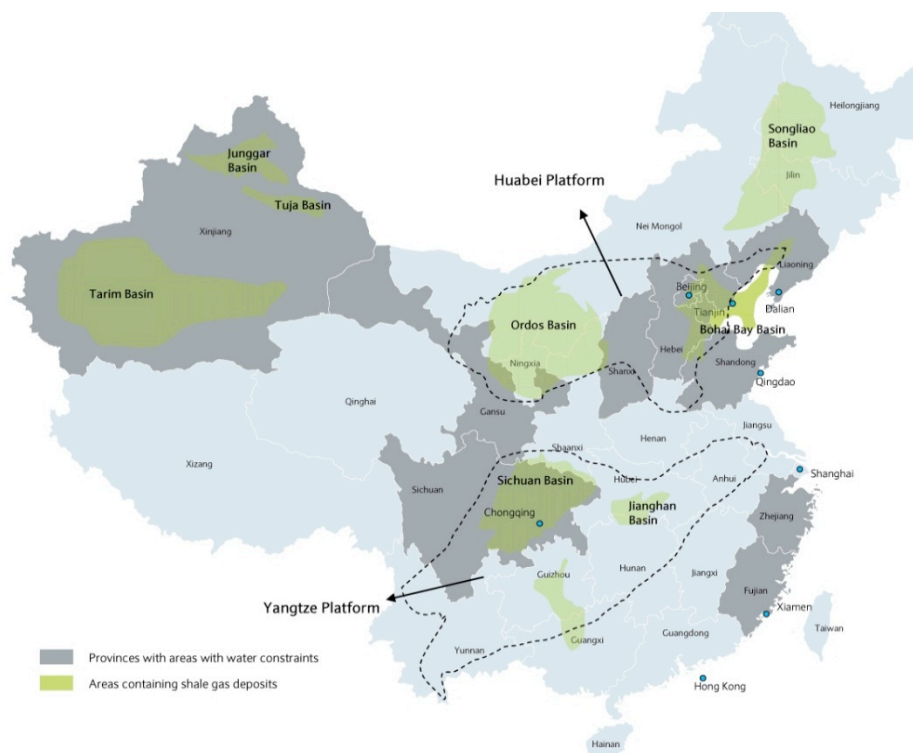 Heilongjiang
Songliao
Basin
Jilin
Junggar
Basin
Huabei Platform
Tuja Basin
Nei Mongol
Xinjiang
Liaoning
Beijing
Tarim Basin
Tianjin
Dalian
Ordos Basin
Bohai Bay Basin
Hebei
Ningxia
Shanxi
Shandong
Qingdao
Qinghai
Gansu
Jiangsu
Henan
Shaanxi
Xizang
Sichuan
Sichuan Basin
Hubei
Anhui
Shanghai
Jianghan
Basin
Chongqing
Zhejiang
Guizhou
Hunan
Jiangxi
Fujian
Yangtze Platform
Xiamen
Guangxi
Guangdong
Taiwan
Yunnan
Provinces with areas with water constraints
Areas containing shale gas deposits
Hong Kong
Hainan